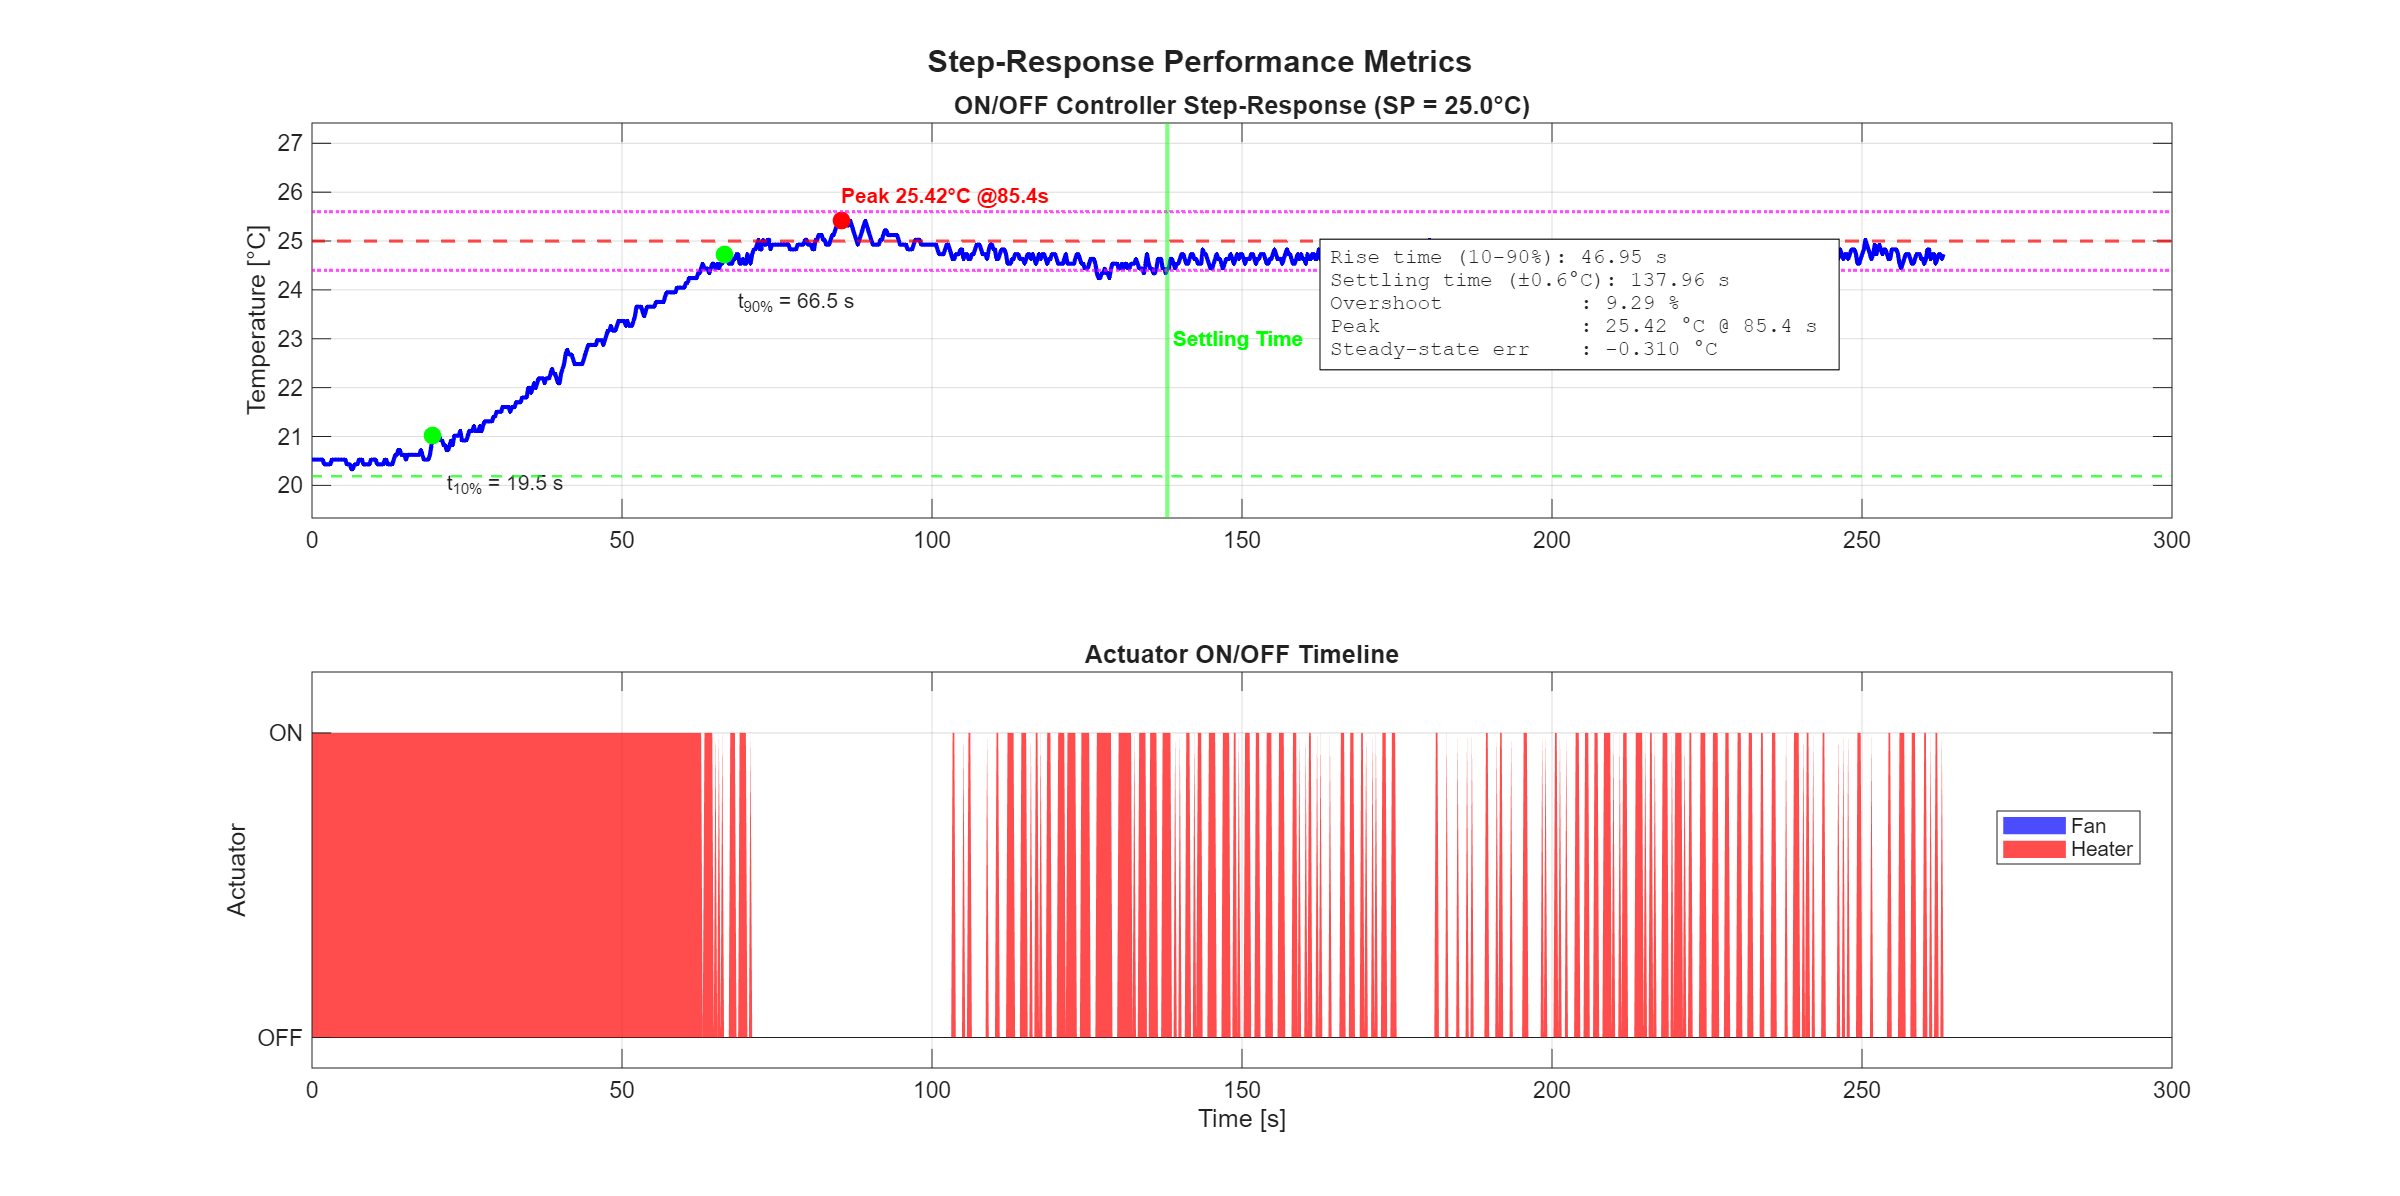 Step-Response Performance Metrics
ON/OFF Controller Step-Response (SP = 25.0°C)
Temperature [°C]
27
26
25
24
23
22
21
20
Peak 25.42°C @85.4s
t90% = 66.5 s
t10% = 19.5 s
Settling Time
Rise time (10–90%): 46.95 s
Settling time (±0.6°C): 137.96 s
Overshoot : 9.29 %
Peak : 25.42 °C @ 85.4 s
Steady-state err : -0.310 °C
0 50 100 150 200 250 300
Actuator ON/OFF Timeline
Actuator
ON
OFF
Fan
Heater
0 50 100 150 200 250 300
Time [s]